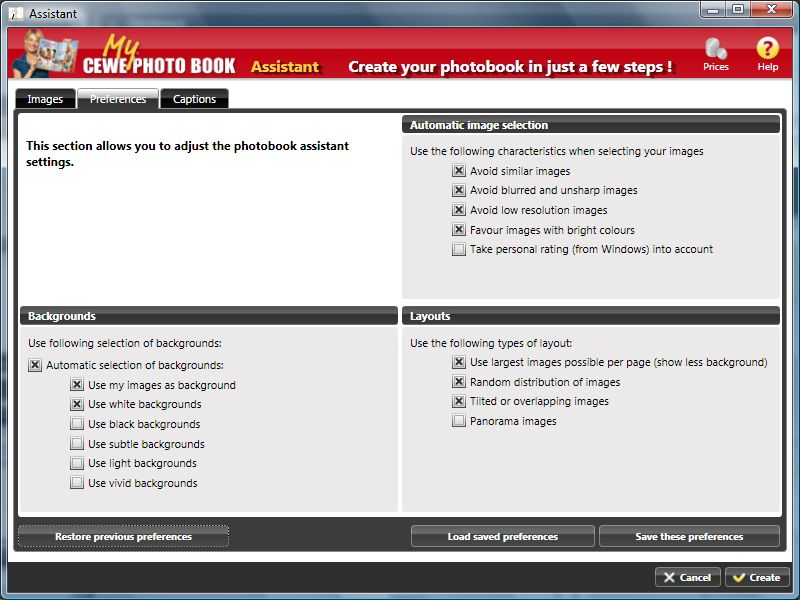 Assistant
My
CEWE PHOTO BOOK
Assistant
Create your photobook in just a few steps !
Prices
Help
Images
Preferences
Captions
This section allows you to adjust the photobook assistant
settings.
Automatic image selection
Use the following characteristics when selecting your images
Avoid similar images
Avoid blurred and unsharp images
Avoid low resolution images
Favour images with bright colours
Take personal rating (from Windows) into account
Backgrounds
Use following selection of backgrounds:
Automatic selection of backgrounds:
Use my images as background
Use white backgrounds
Use black backgrounds
Use subtle backgrounds
Use light backgrounds
Use vivid backgrounds
Layouts
Use the following types of layout:
Use largest images possible per page (show less background)
Random distribution of images
Tilted or overlapping images
Panorama images
Restore previous preferences
Load saved preferences
Save these preferences
Cancel
Create